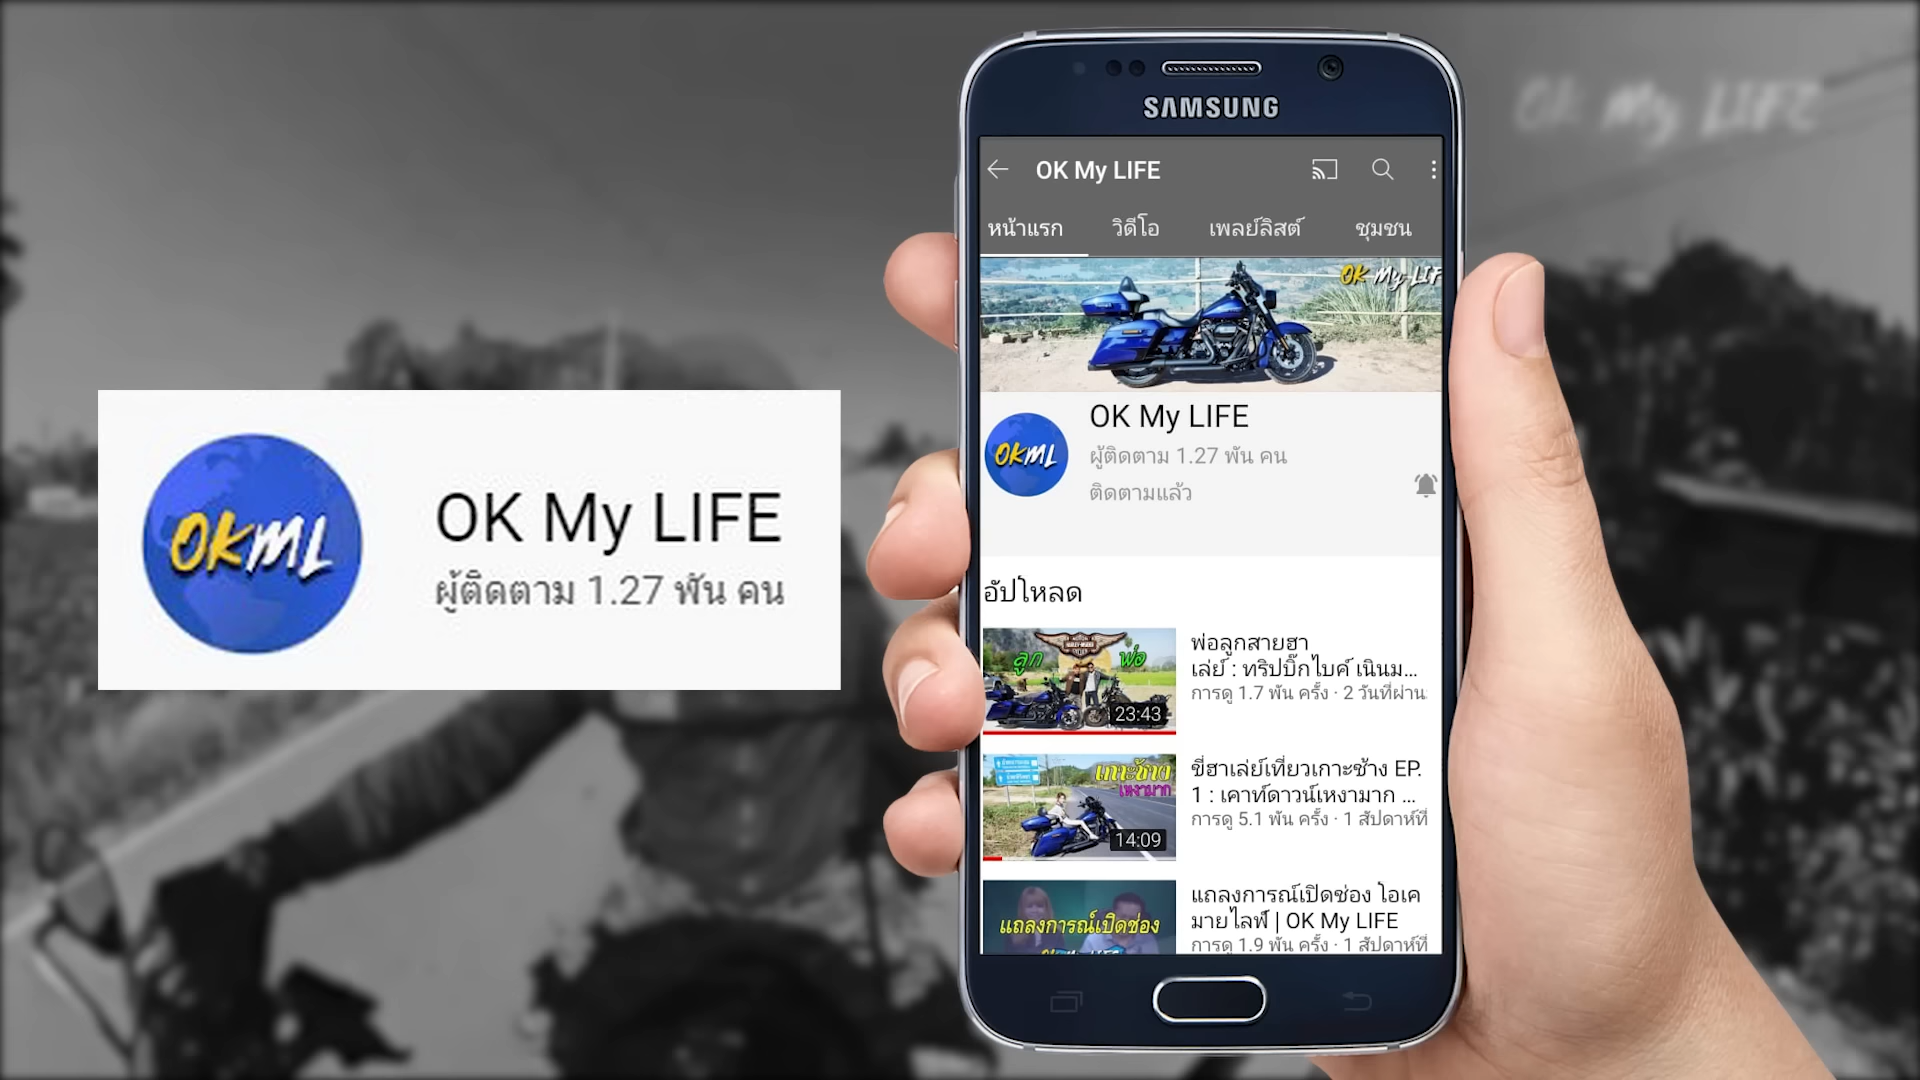 OK My LIFE
SAMSUNG
OK My LIFE
หน้าแรก วิดีโอ เพลย์ลิสต์ ชุมชน
OK My LIF
OKML
OK My LIFE
ผู้ติดตาม 1.27 พัน คน
ติดตามแล้ว
OKML
OK My LIFE
ผู้ติดตาม 1.27 พัน คน
อัปโหลด
ลูก พ่อ
23:43
พ่อลูกสายฮา
เล่ย์ : ทริปบิ๊กไบค์ เนินม...
การดู 1.7 พัน ครั้ง · 2 วันที่ผ่าน
เกาะช้าง
เหงามาก
14:09
ขี่ฮาเล่ย์เที่ยวเกาะช้าง EP.
1 : เคาท์ดาวน์เหงามาก ...
การดู 5.1 พัน ครั้ง · 1 สัปดาห์ที่
แถลงการณ์เปิดช่อง
แถลงการณ์เปิดช่อง โอเค
มายไลฟ์ | OK My LIFE
การดู 1.9 พัน ครั้ง · 1 สัปดาห์ที่